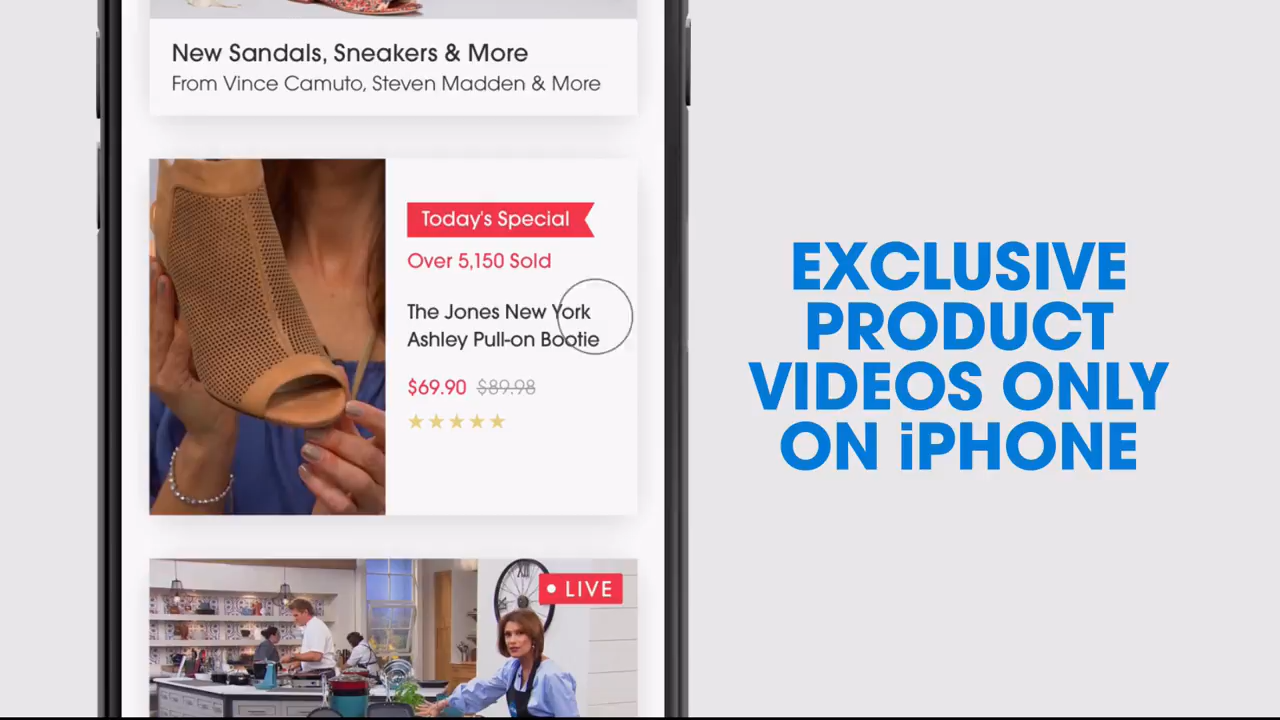 New Sandals, Sneakers & More
From Vince Camuto, Steven Madden & More
Today's Special
Over 5,150 Sold
The Jones New York
Ashley Pull-on Bootie
$69.90 $89.98
LIVE
EXCLUSIVE
PRODUCT
VIDEOS ONLY
ON iPHONE